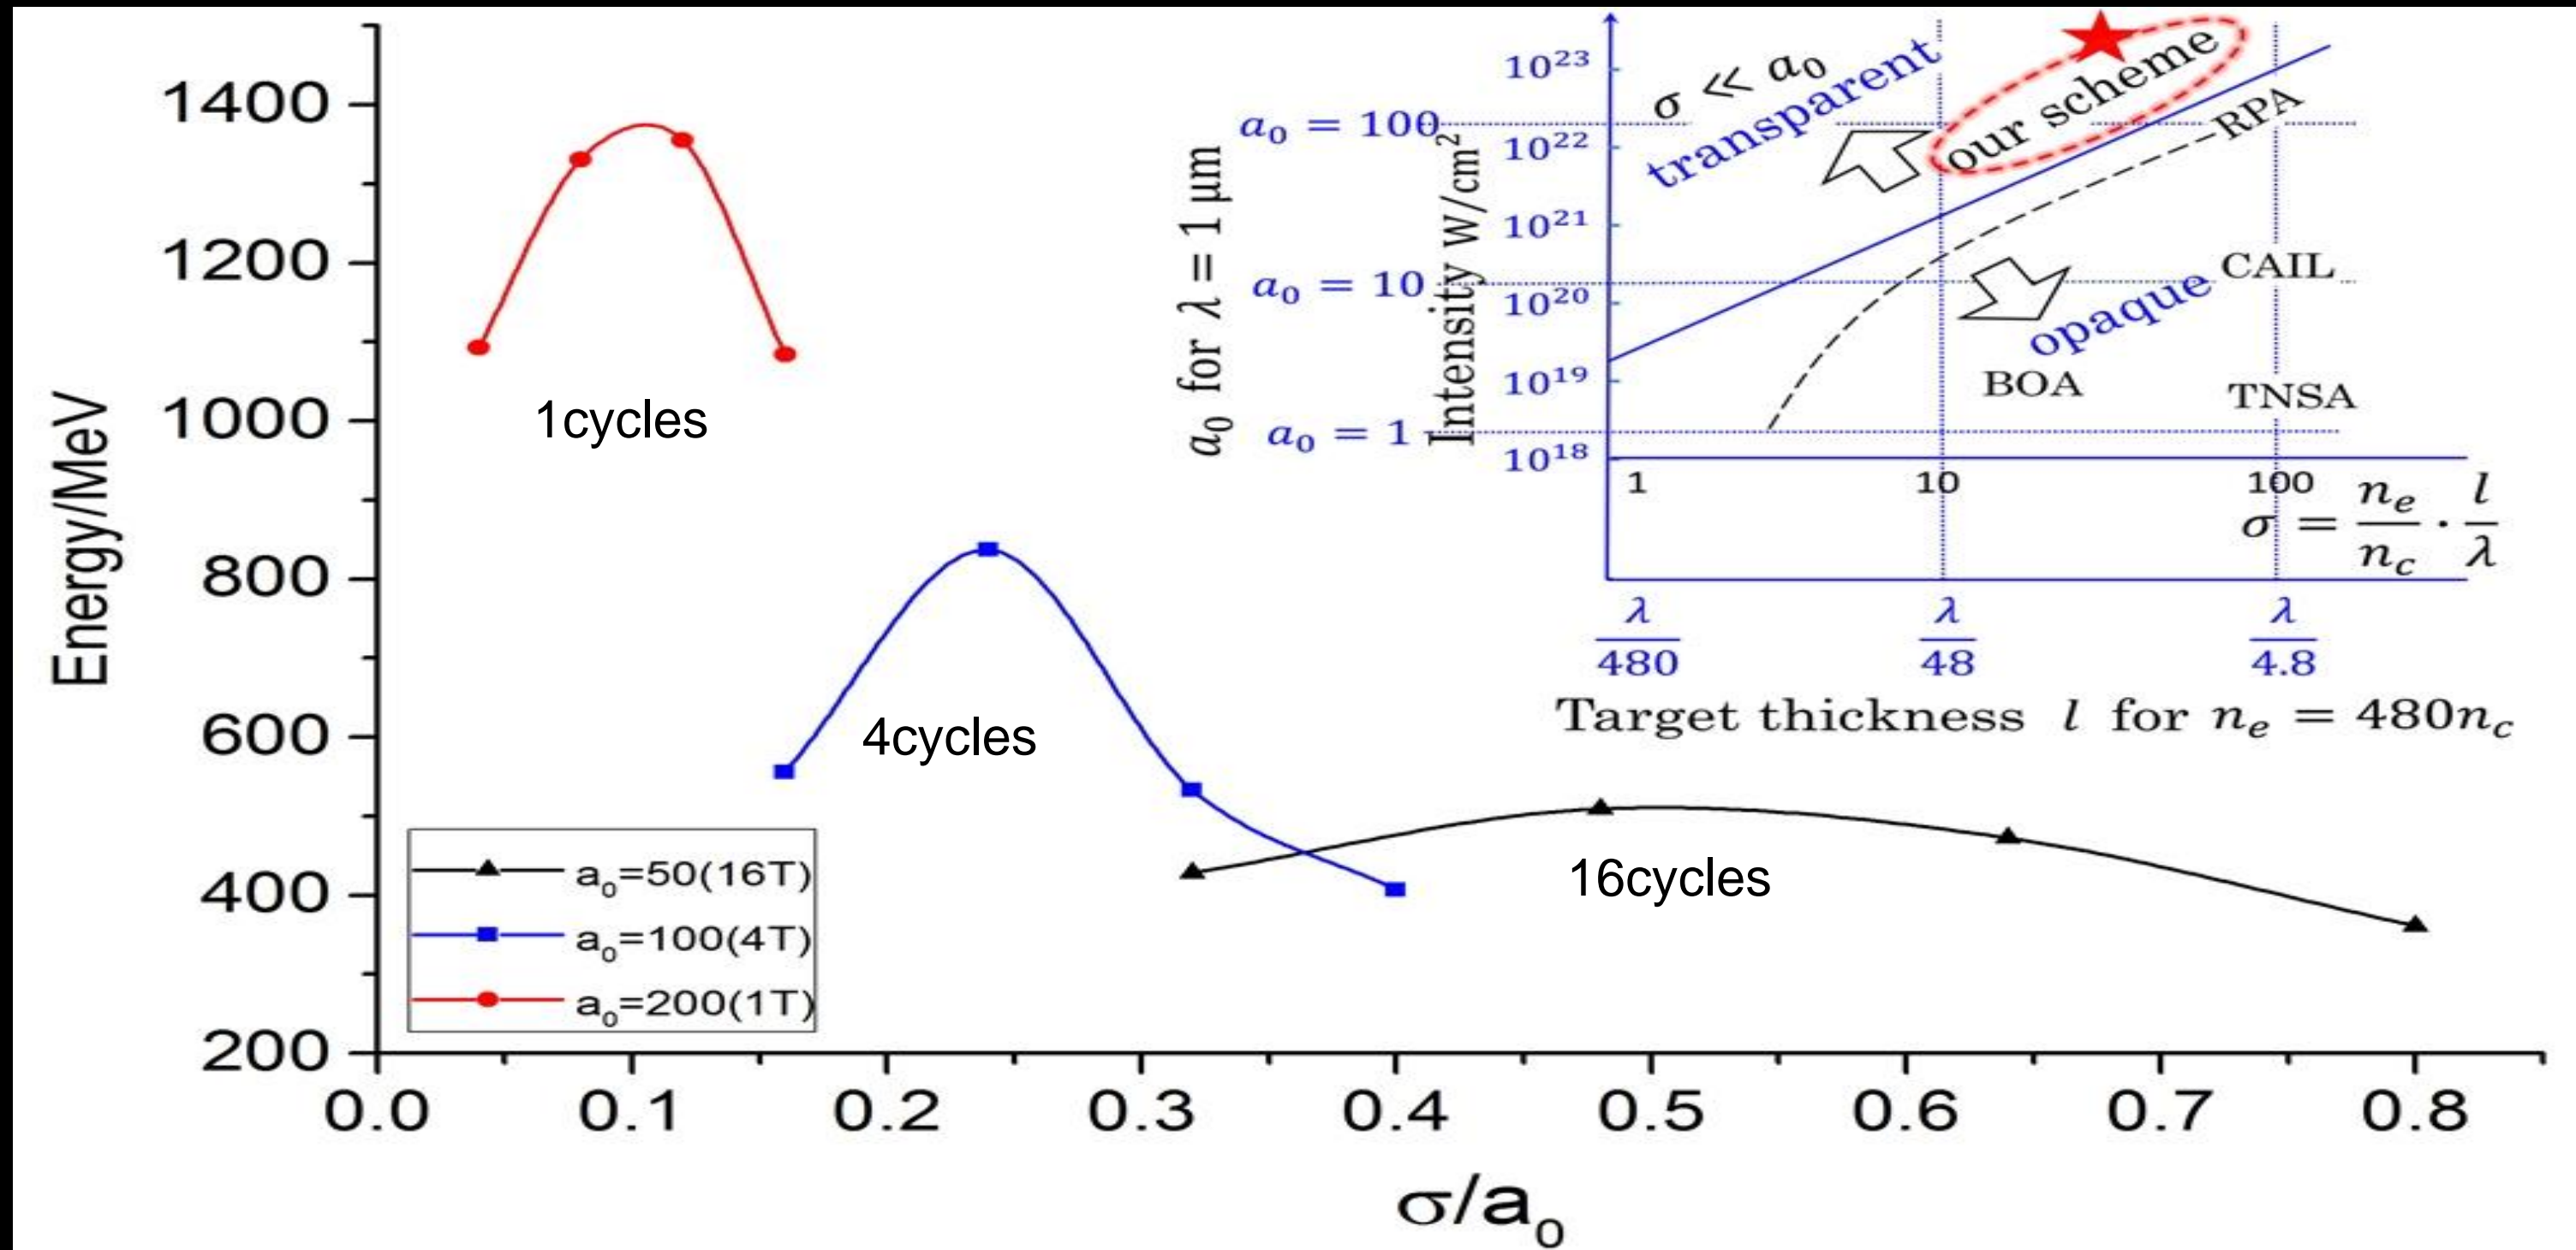 Energy/MeV
1400
1200
1000
800
600
400
200
0.0 0.1 0.2 0.3 0.4 0.5 0.6 0.7 0.8
σ/a₀
1cycles
4cycles
16cycles
a₀=50(16T)
a₀=100(4T)
a₀=200(1T)
a₀ for λ = 1 μm
a₀ = 100
a₀ = 10
a₀ = 1
Intensity W/cm²
10²³
10²²
10²¹
10²⁰
10¹⁹
10¹⁸
σ ≪ a₀
transparent
our scheme
RPA
CAIL
opaque
BOA
TNSA
1 10 100
σ = nₑ/n꜀ · l/λ
λ/480 λ/48 λ/4.8
Target thickness l for nₑ = 480n꜀